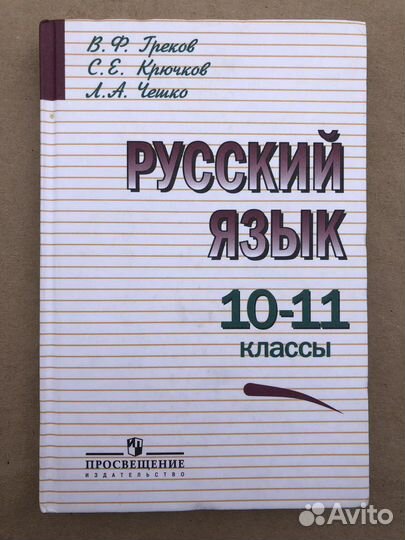 В. Ф. Греков
С. Е. Крючков
Л. А. Чешко
РУССКИЙ
ЯЗЫК
10-11
классы
ПРОСВЕЩЕНИЕ
ИЗДАТЕЛЬСТВО
Avito